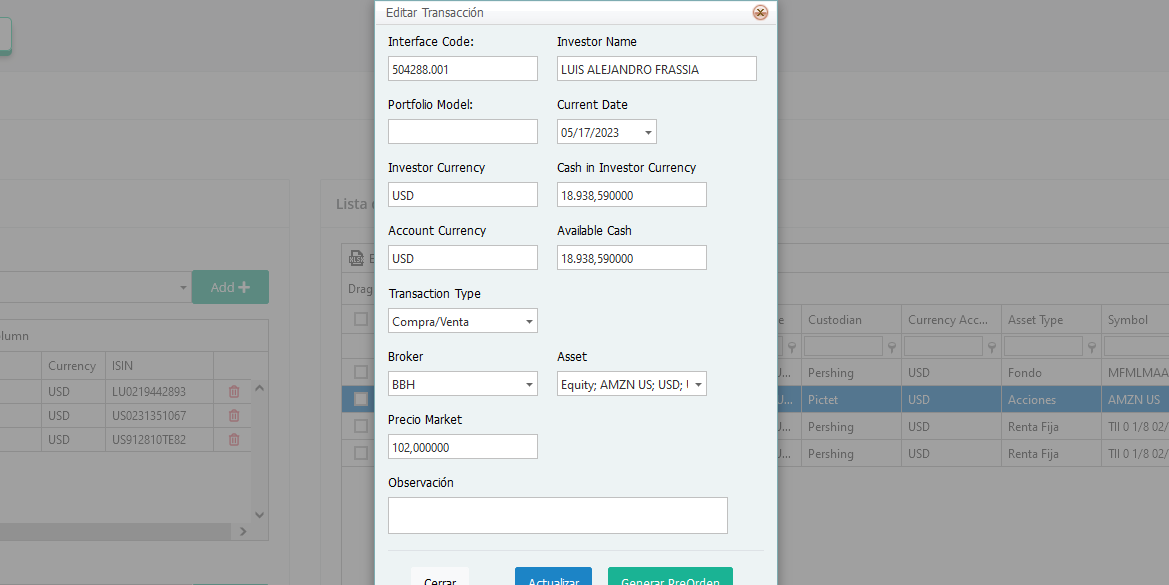 Editar Transacción
Interface Code:
Investor Name
504288.001
LUIS ALEJANDRO FRASSIA
Portfolio Model:
Current Date
05/17/2023
Investor Currency
Cash in Investor Currency
USD
18.938,590000
Account Currency
Available Cash
USD
18.938,590000
Transaction Type
Compra/Venta
Broker
Asset
BBH
Equity; AMZN US; USD;
Precio Market
102,000000
Observación
Cerrar
Actualizar
Generar PreOrden
Add
Currency ISIN
USD LU0219442893
USD US0231351067
USD US912810TE82
Lista
XLSX
Drag
Custodian Currency Acc... Asset Type Symbol
Pershing USD Fondo MFMLMAA
Pictet USD Acciones AMZN US
Pershing USD Renta Fija TII 0 1/8 02/
Pershing USD Renta Fija TII 0 1/8 02/